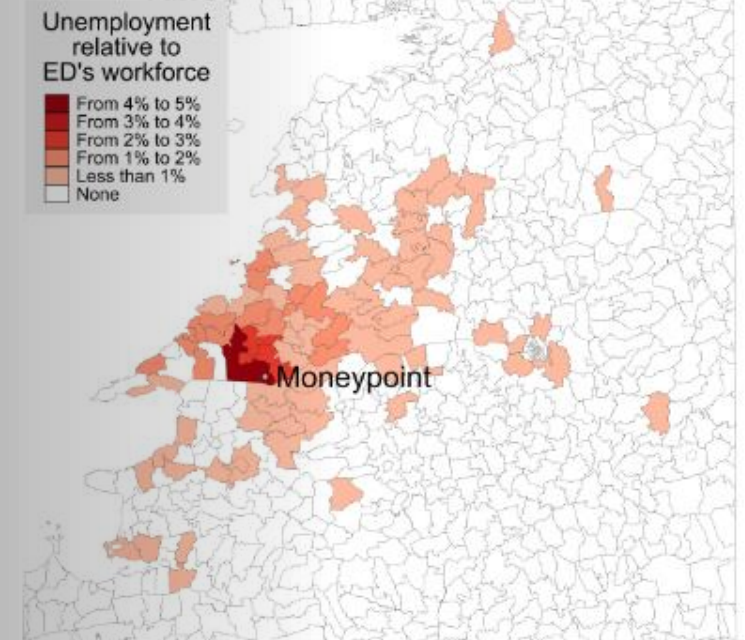 Unemployment
relative to
ED's workforce
From 4% to 5%
From 3% to 4%
From 2% to 3%
From 1% to 2%
Less than 1%
None
Moneypoint